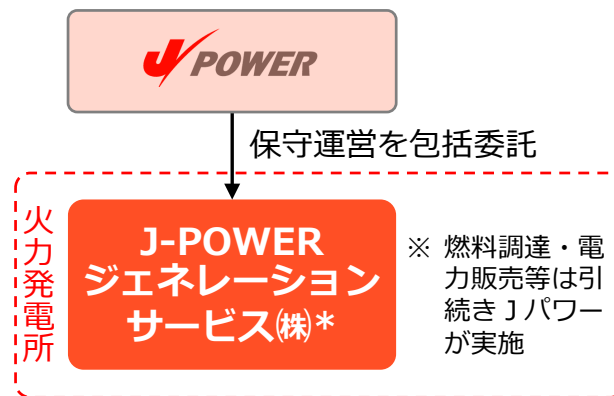 J POWER
保守運営を包括委託
火力発電所
J-POWER
ジェネレーション
サービス㈱*
※ 燃料調達・電
力販売等は引
続きJパワー
が実施